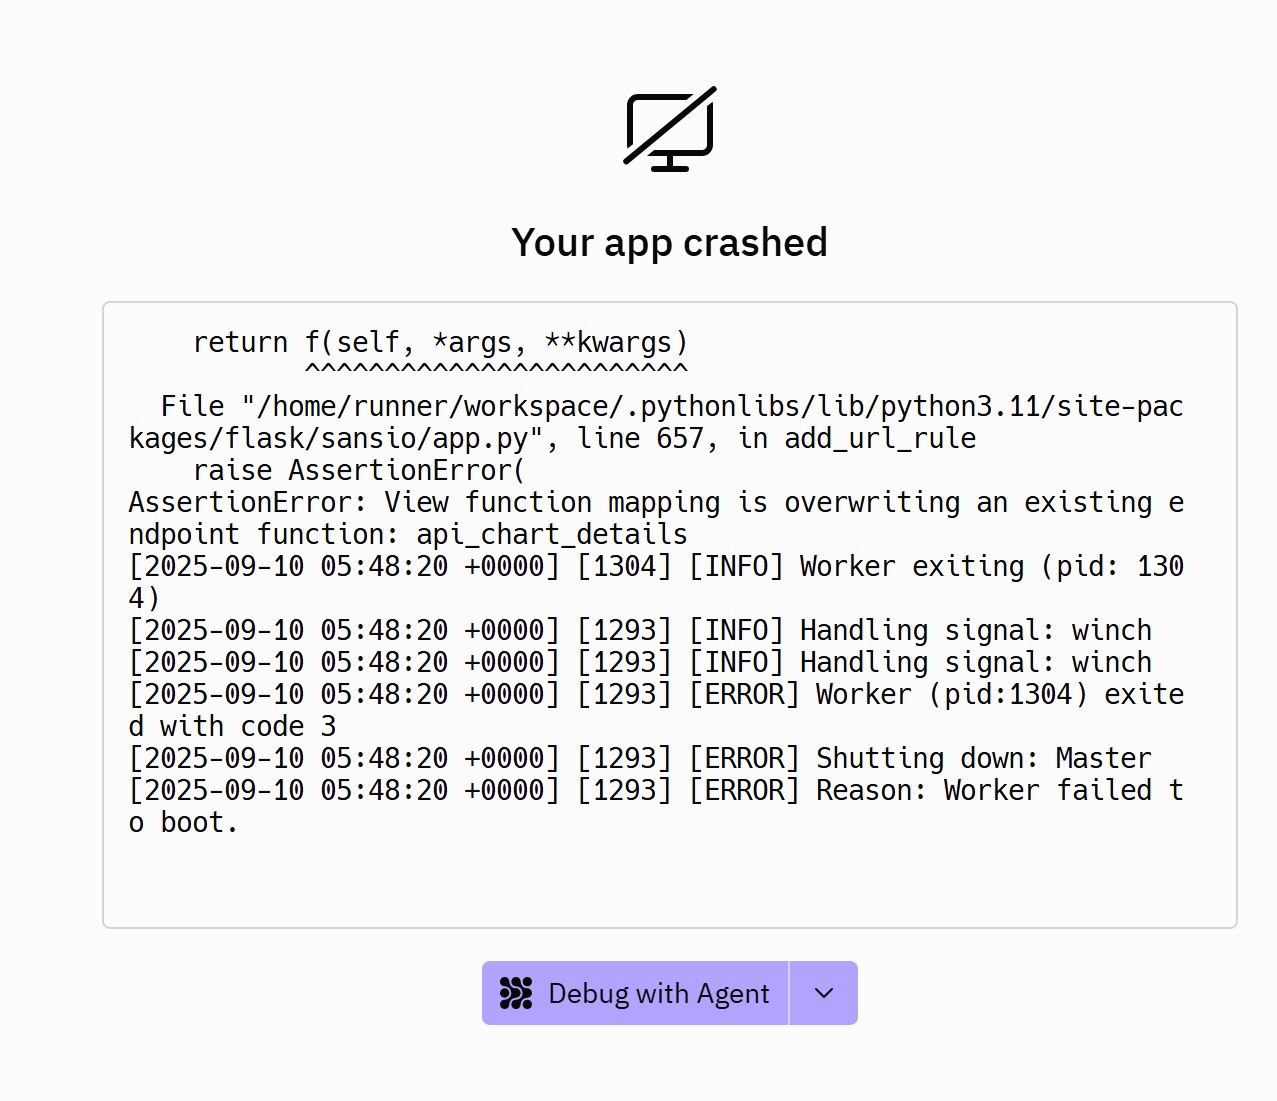 Your app crashed
return f(self, *args, **kwargs)
^^^^^^^^^^^^^^^^^^^^^^^^
File "/home/runner/workspace/.pythonlibs/lib/python3.11/site-pac
kages/flask/sansio/app.py", line 657, in add_url_rule
raise AssertionError(
AssertionError: View function mapping is overwriting an existing e
ndpoint function: api_chart_details
[2025-09-10 05:48:20 +0000] [1304] [INFO] Worker exiting (pid: 130
4)
[2025-09-10 05:48:20 +0000] [1293] [INFO] Handling signal: winch
[2025-09-10 05:48:20 +0000] [1293] [INFO] Handling signal: winch
[2025-09-10 05:48:20 +0000] [1293] [ERROR] Worker (pid:1304) exite
d with code 3
[2025-09-10 05:48:20 +0000] [1293] [ERROR] Shutting down: Master
[2025-09-10 05:48:20 +0000] [1293] [ERROR] Reason: Worker failed t
o boot.
Debug with Agent